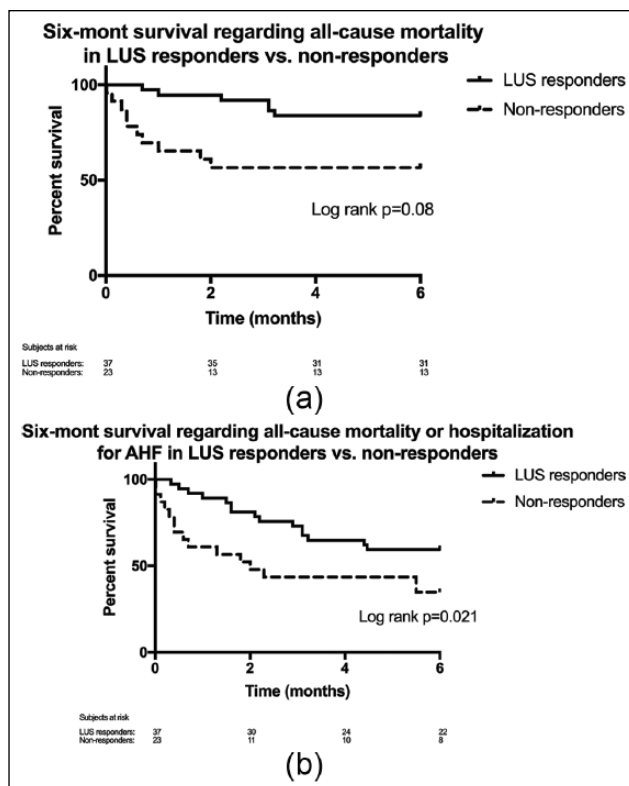 Six-mont survival regarding all-cause mortality
in LUS responders vs. non-responders
LUS responders
Non-responders
Percent survival
100
50
0
0 2 4 6
Log rank p=0.08
Time (months)
Subjects at risk
LUS responders: 37 35 31 31
Non-responders: 23 13 13 13
(a)
Six-mont survival regarding all-cause mortality or hospitalization
for AHF in LUS responders vs. non-responders
LUS responders
Non-responders
Percent survival
100
50
0
0 2 4 6
Log rank p=0.021
Time (months)
Subjects at risk
LUS responders: 37 30 24 22
Non-responders: 23 11 10 8
(b)